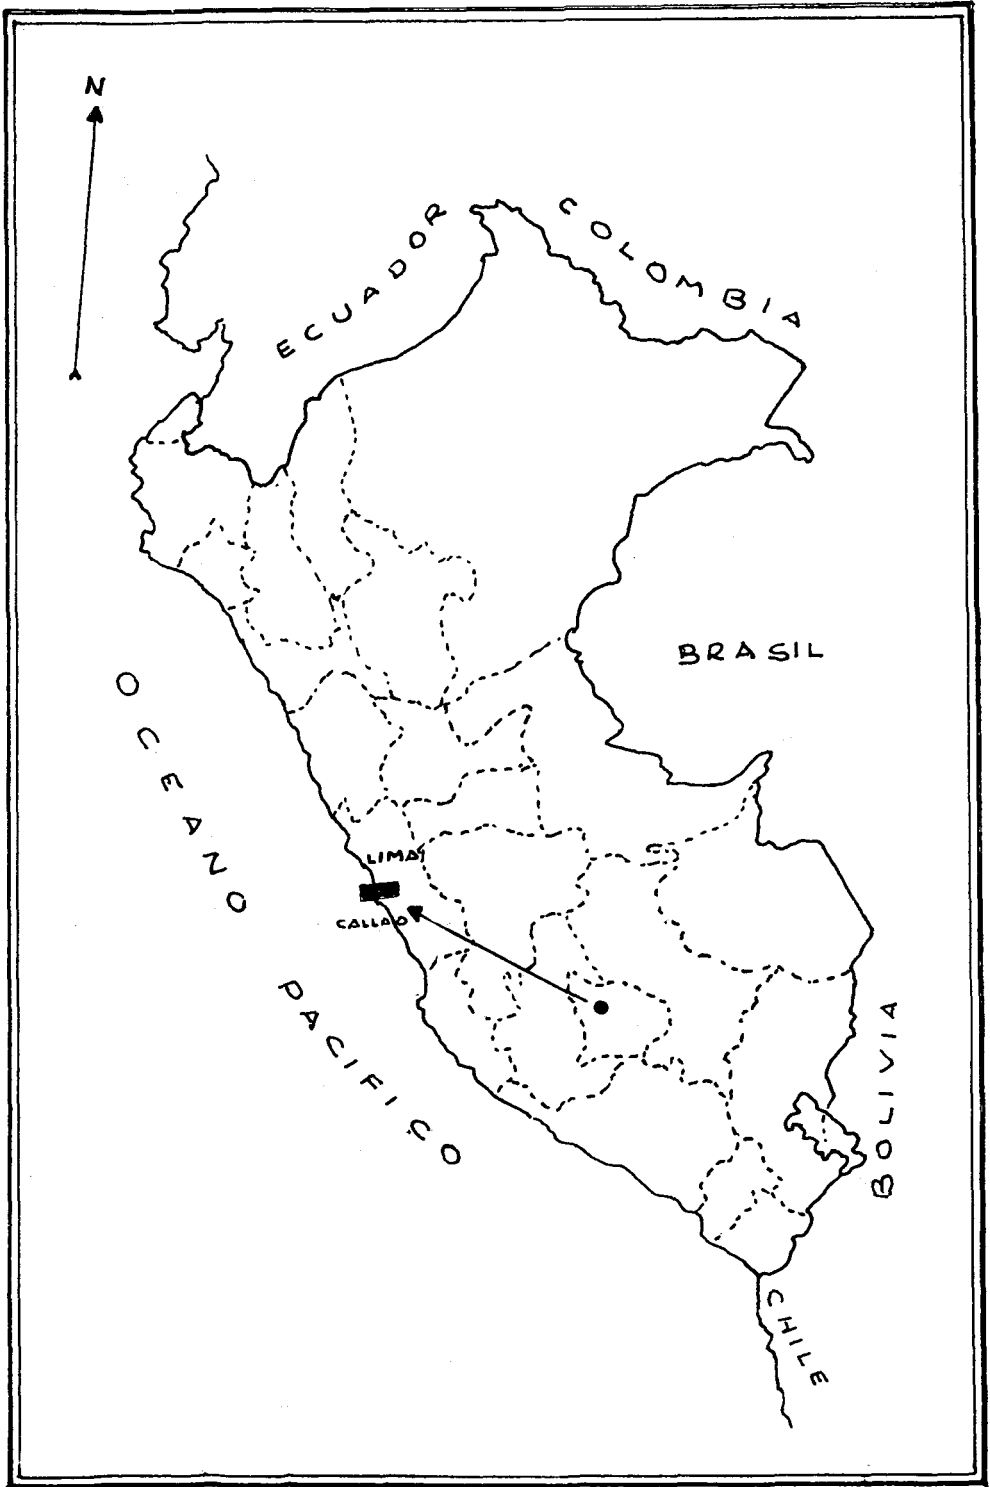 N
ECUADOR
COLOMBIA
BRASIL
OCEANO PACIFICO
LIMA
CALLAO
BOLIVIA
CHILE